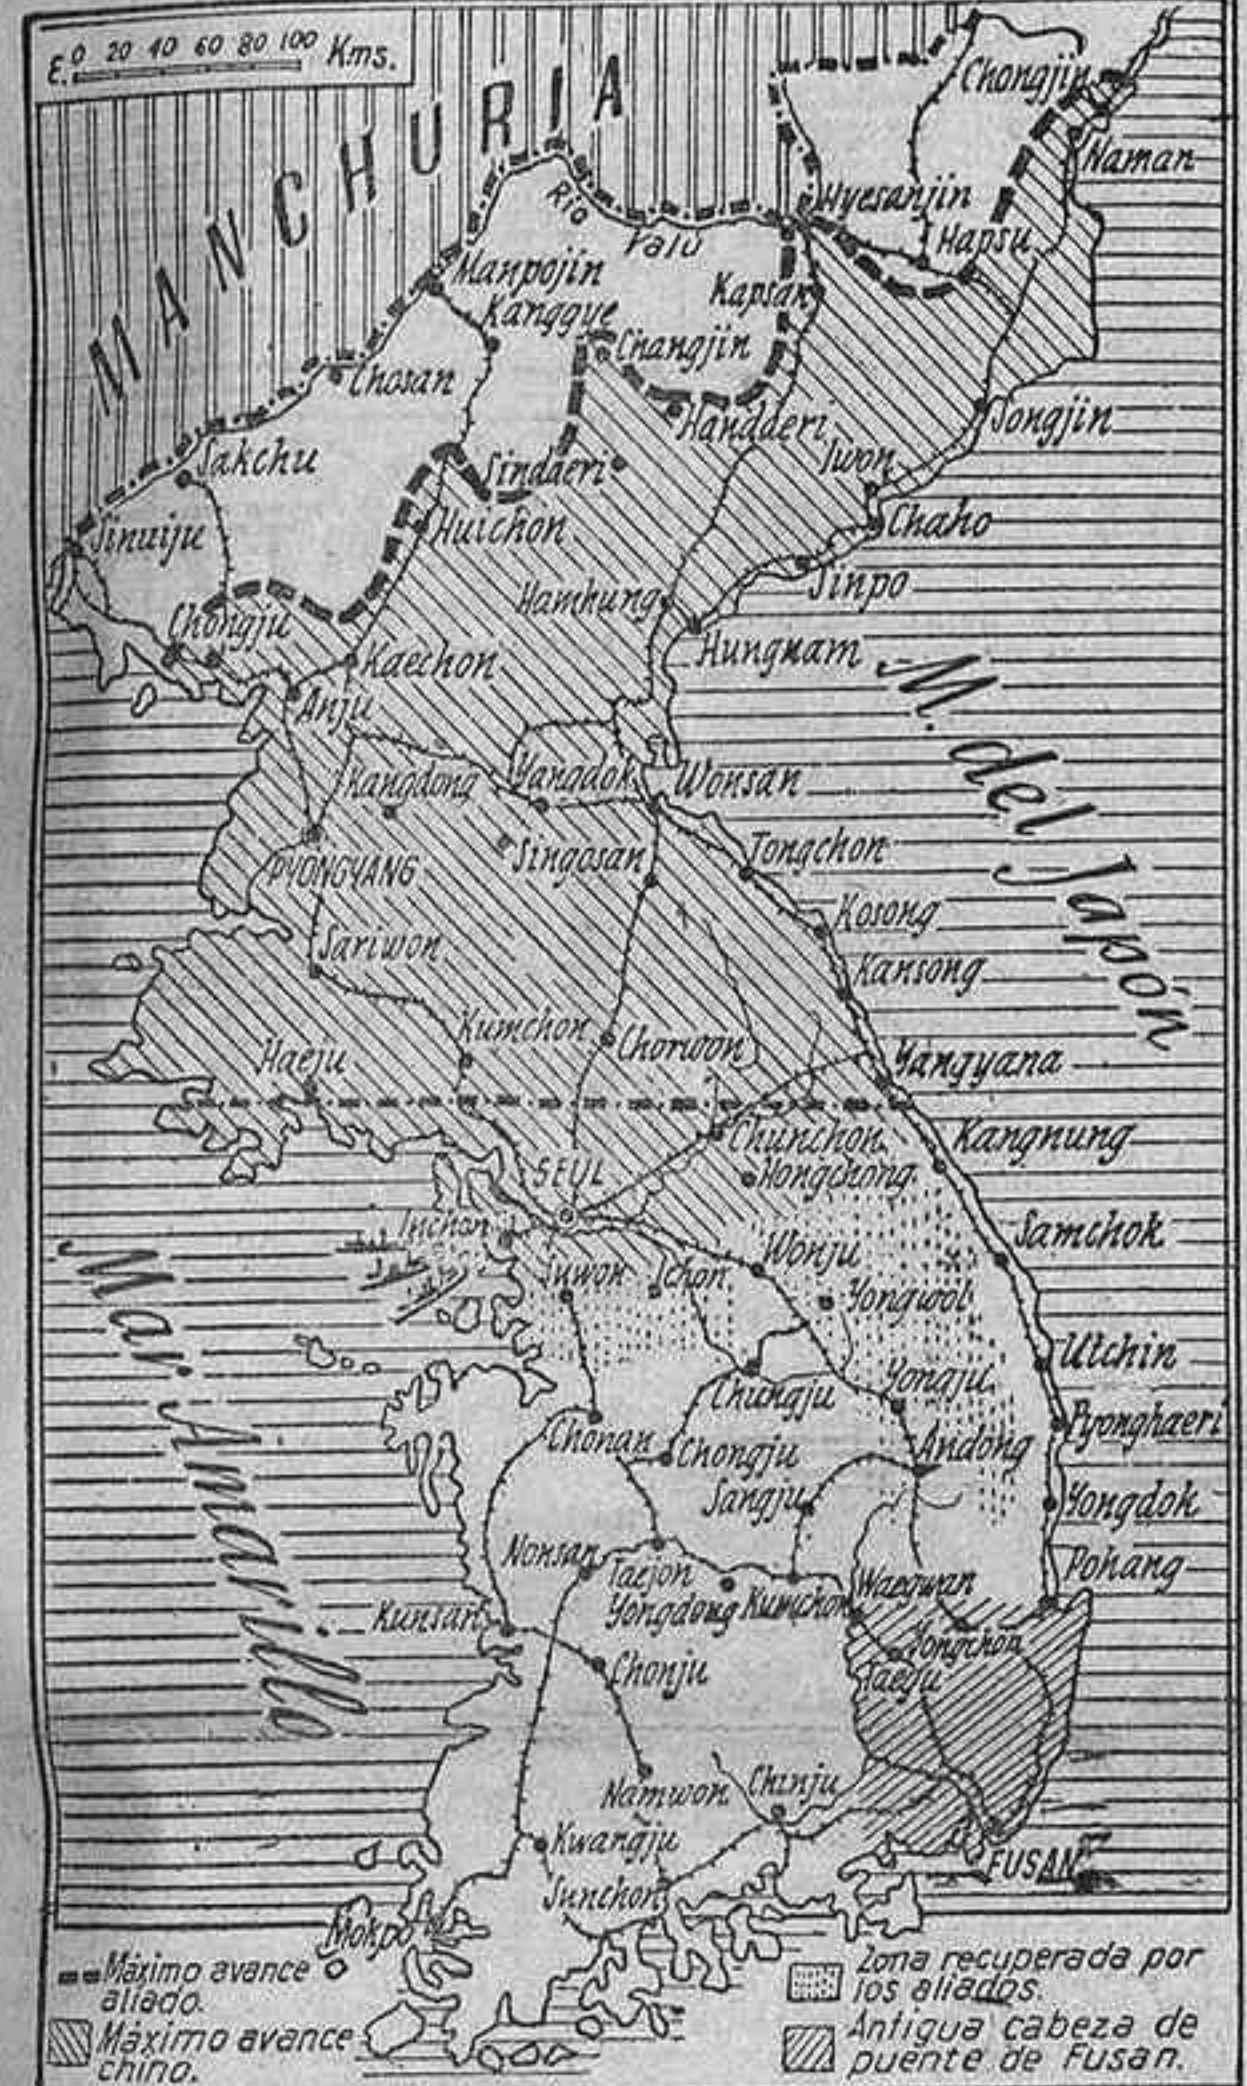 E. 0 20 40 60 80 100 Kms.
MANCHURIA
Chongjin
Naman
Hyesanjin
Río
Yalú
Hapsu
Manpojin
Kapsan
Kanggye
Changjin
Chosan
Handderi
Songjin
Sakchu
Sindaeri
Iwon
Sinuiju
Huichon
Chaho
Hamhung
Sinpo
Chongju
Kaechon
Hungnam
Anju
M. del Japón
Kangdong
Yangdok
Wonsan
PYONGYANG
Singosan
Tongchon
Kosong
Sariwon
Kansong
Kumchon
Chorwon
Haeju
Yangyana
Chunchon
Kangnung
SEUL
Hongchong
Inchon
Samchok
Mar Amarillo
Suwon
Ichon
Wonju
Yongwol
Utchin
Chungju
Yongju
Pyonghaeri
Chonan
Chongju
Andong
Sangju
Yongdok
Nonsan
Taejon
Yongdong
Kumchon
Waegwan
Pohang
Kunsan
Yongchon
Chonju
Taegu
Namwon
Chinju
Kwangju
FUSAN
Sunchon
Mokpo
Máximo avance
aliado.
Máximo avance
chino.
Zona recuperada por
los aliados.
Antigua cabeza de
puente de Fusan.